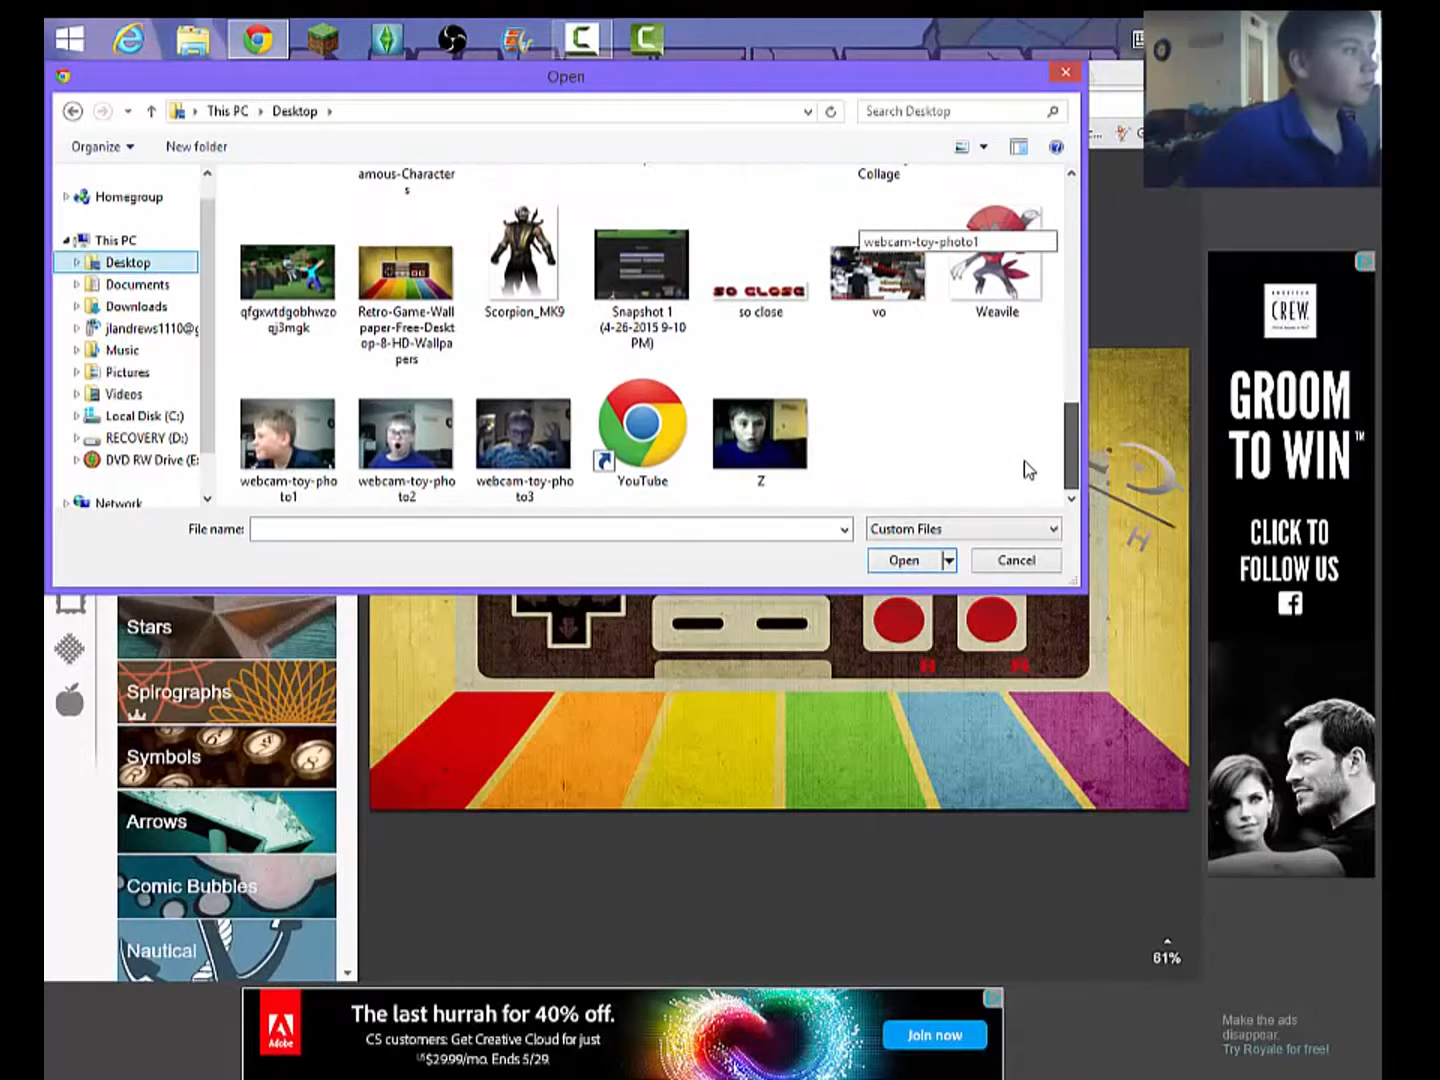 Open
This PC
Desktop
Search Desktop
Organize
New folder
Homegroup
This PC
Desktop
Documents
Downloads
jlandrews1110@g
Music
Pictures
Videos
Local Disk (C:)
RECOVERY (D:)
DVD RW Drive (E:
Network
amous-Character
s
Collage
webcam-toy-photo1
qfgxwtdgobhwzo
qj3mgk
Retro-Game-Wall
paper-Free-Deskt
op-8-HD-Wallpa
pers
Scorpion_MK9
Snapshot 1
(4-26-2015 9-10
PM)
SO CLOSE
so close
vo
Weavile
webcam-toy-pho
to1
webcam-toy-pho
to2
webcam-toy-pho
to3
YouTube
Z
File name:
Custom Files
Open
Cancel
Stars
Spirographs
Symbols
Arrows
Comic Bubbles
Nautical
H
61%
AMERICAN
CREW
GROOM
TO WIN™
CLICK TO
FOLLOW US
Adobe
The last hurrah for 40% off.
CS customers: Get Creative Cloud for just
US$29.99/mo. Ends 5/29.
Join now
Make the ads
disappear.
Try Royale for free!